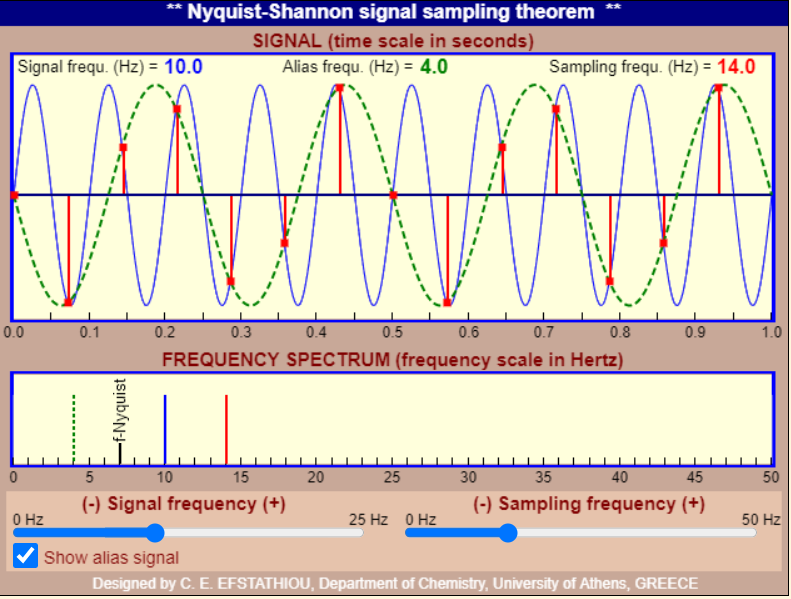 ** Nyquist-Shannon signal sampling theorem **
SIGNAL (time scale in seconds)
Signal frequ. (Hz) = 10.0 Alias frequ. (Hz) = 4.0 Sampling frequ. (Hz) = 14.0
0.0 0.1 0.2 0.3 0.4 0.5 0.6 0.7 0.8 0.9 1.0
FREQUENCY SPECTRUM (frequency scale in Hertz)
f-Nyquist
0 5 10 15 20 25 30 35 40 45 50
(-) Signal frequency (+) (-) Sampling frequency (+)
0 Hz 25 Hz 0 Hz 50 Hz
Show alias signal
Designed by C. E. EFSTATHIOU, Department of Chemistry, University of Athens, GREECE